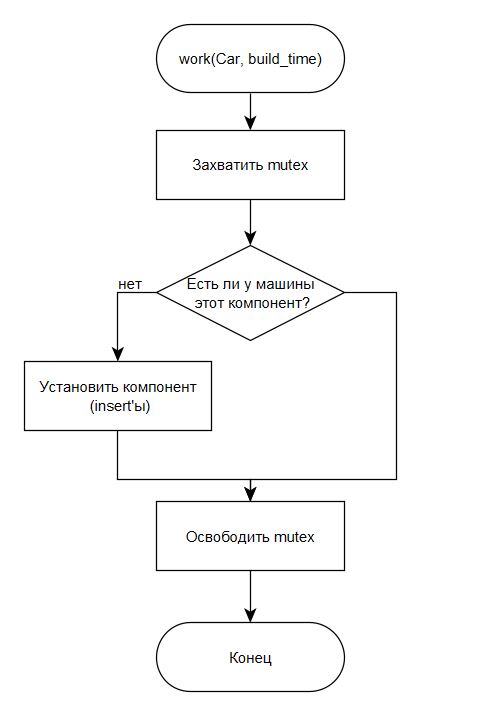 work(Car, build_time)
Захватить mutex
нет
Есть ли у машины
этот компонент?
Установить компонент
(insert'ы)
Освободить mutex
Конец